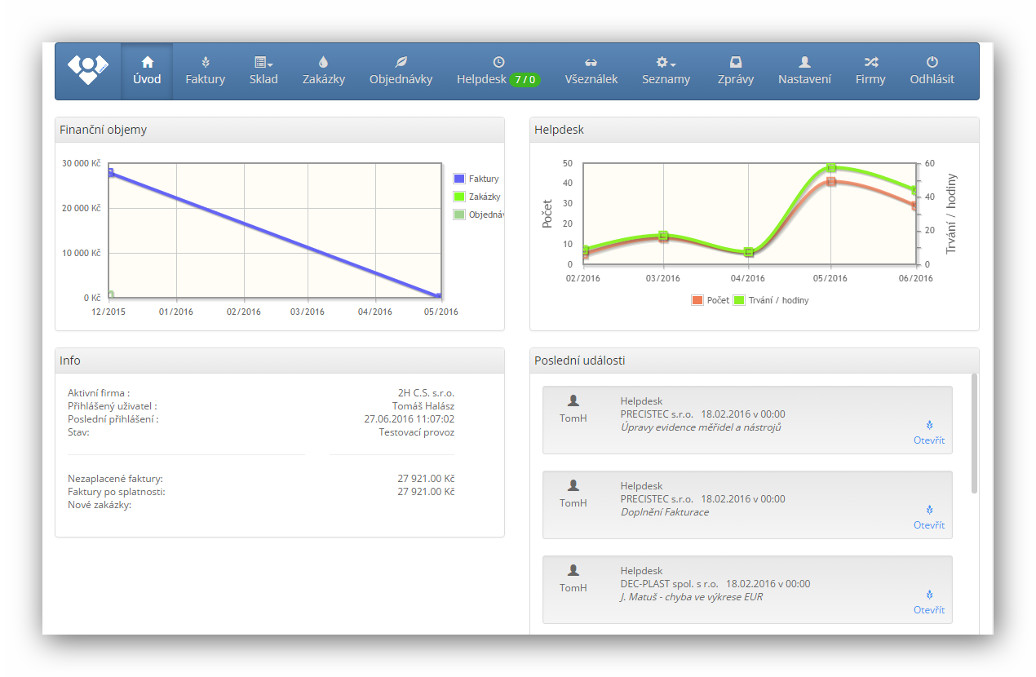 Úvod
Faktury
Sklad
Zakázky
Objednávky
Helpdesk 7 / 0
Všeználek
Seznamy
Zprávy
Nastavení
Firmy
Odhlásit
Finanční objemy
30 000 Kč
20 000 Kč
10 000 Kč
0 Kč
12/2015 01/2016 02/2016 03/2016 04/2016 05/2016
Faktury
Zakázky
Objedná
Helpdesk
Počet
50
40
30
20
10
0
60
40
20
0
Trvání / hodiny
02/2016 03/2016 04/2016 05/2016 06/2016
Počet Trvání / hodiny
Info
Aktivní firma : 2H C.S. s.r.o.
Přihlášený uživatel : Tomáš Halász
Poslední přihlášení : 27.06.2016 11:07:02
Stav: Testovací provoz
Nezaplacené faktury: 27 921.00 Kč
Faktury po splatnosti: 27 921.00 Kč
Nové zakázky:
Poslední události
TomH
Helpdesk
PRECISTEC s.r.o. 18.02.2016 v 00:00
Úpravy evidence měřidel a nástrojů
Otevřít
TomH
Helpdesk
PRECISTEC s.r.o. 18.02.2016 v 00:00
Doplnění Fakturace
Otevřít
TomH
Helpdesk
DEC-PLAST spol. s r.o. 18.02.2016 v 00:00
J. Matuš - chyba ve výkrese EUR
Otevřít